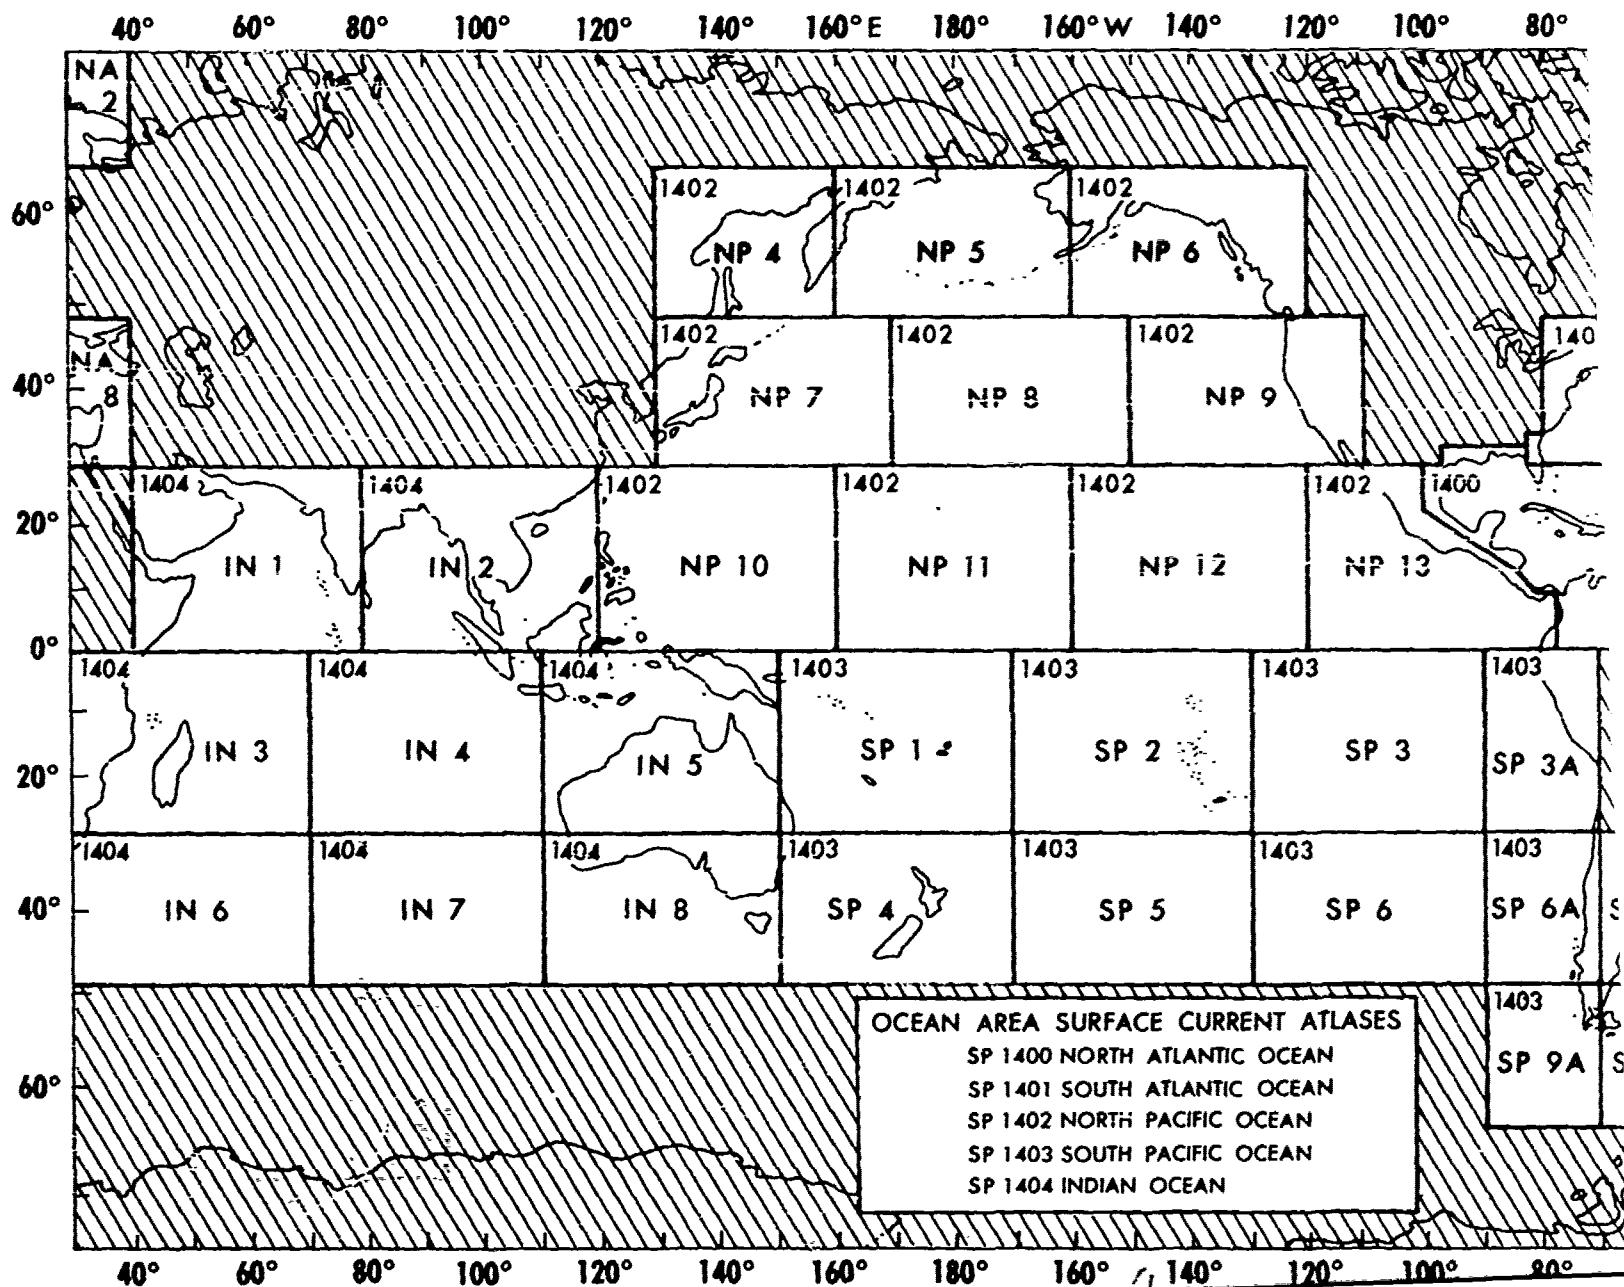 40° 60° 80° 100° 120° 140° 160° E 180° 160° W 140° 120° 100° 80°
NA
2
1402 1402 1402
60°
NP 4 NP 5 NP 6
1402 1402 1402 140
NA
40° 8 NP 7 NP 8 NP 9
1404 1404 1402 1402 1402 1402 1400
20°
IN 1 IN 2 NP 10 NP 11 NP 12 NP 13
0°
1404 1404 1404 1403 1403 1403 1403
IN 3 IN 4 IN 5 SP 1 SP 2 SP 3 SP 3A
20°
1404 1404 1404 1403 1403 1403 1403
40° IN 6 IN 7 IN 8 SP 4 SP 5 SP 6 SP 6A S
1403
OCEAN AREA SURFACE CURRENT ATLASES
SP 1400 NORTH ATLANTIC OCEAN
SP 9A S
60° SP 1401 SOUTH ATLANTIC OCEAN
SP 1402 NORTH PACIFIC OCEAN
SP 1403 SOUTH PACIFIC OCEAN
SP 1404 INDIAN OCEAN
40° 60° 80° 100° 120° 140° 160° 180° 160° 140° 120° 100° 80°